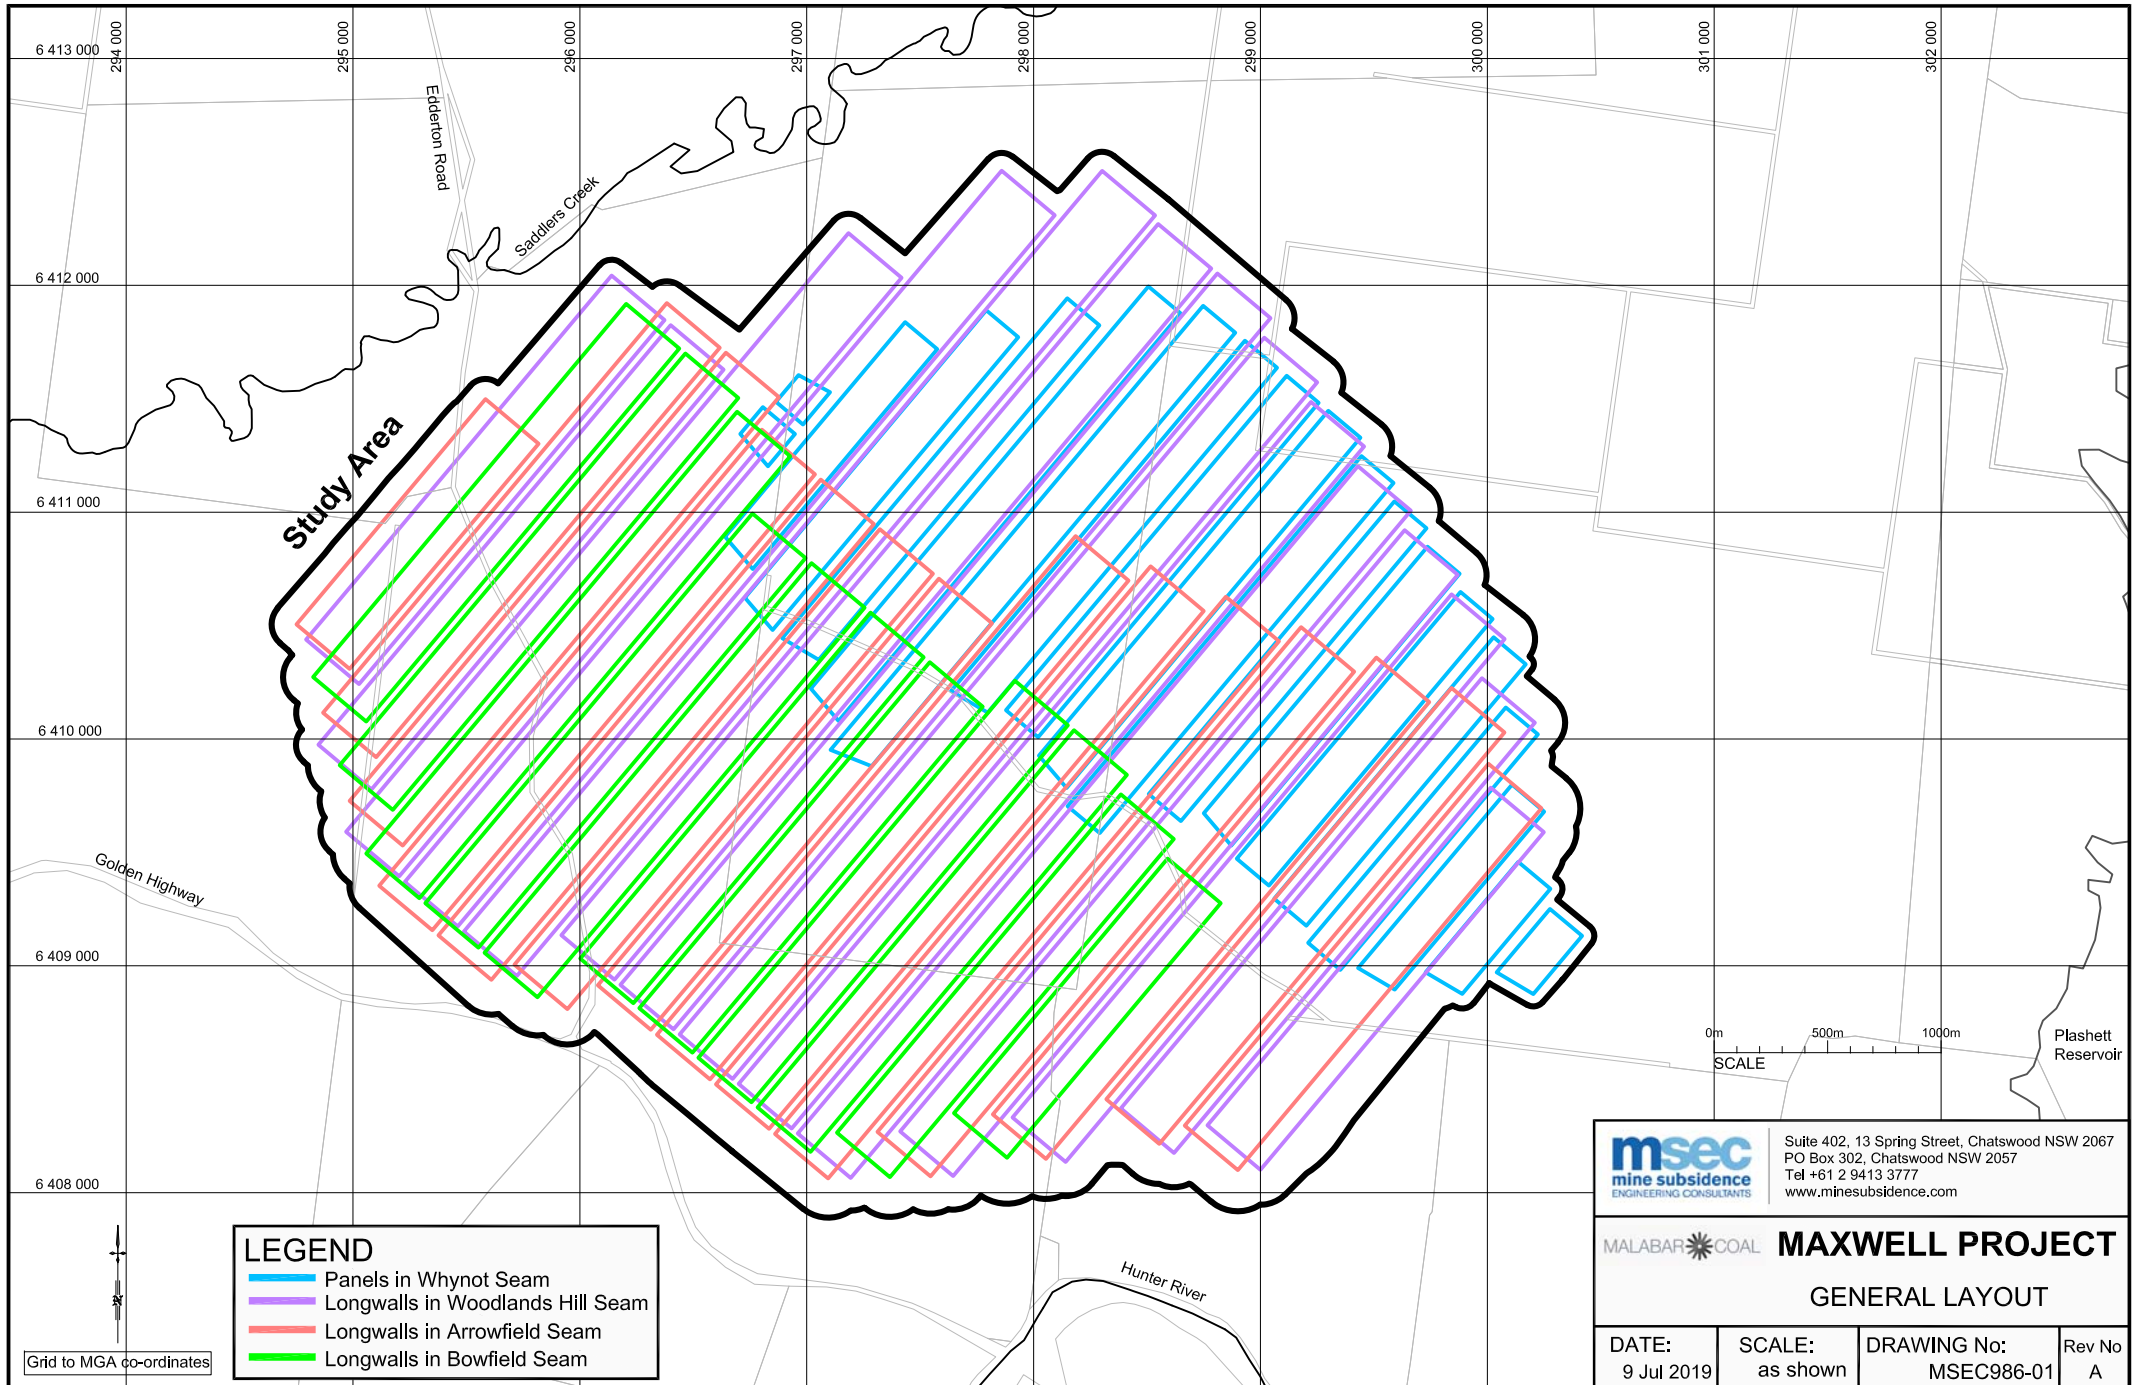 294 000
295 000
296 000
297 000
298 000
299 000
300 000
301 000
302 000
6 413 000
6 412 000
6 411 000
6 410 000
6 409 000
6 408 000
Edderton Road
Saddlers Creek
Study Area
Golden Highway
Hunter River
Plashett
Reservoir
0m 500m 1000m
SCALE
N
Grid to MGA co-ordinates
LEGEND
Panels in Whynot Seam
Longwalls in Woodlands Hill Seam
Longwalls in Arrowfield Seam
Longwalls in Bowfield Seam
msec
mine subsidence
ENGINEERING CONSULTANTS
Suite 402, 13 Spring Street, Chatswood NSW 2067
PO Box 302, Chatswood NSW 2057
Tel +61 2 9413 3777
www.minesubsidence.com
MALABAR COAL
MAXWELL PROJECT
GENERAL LAYOUT
DATE:
9 Jul 2019
SCALE:
as shown
DRAWING No:
MSEC986-01
Rev No
A